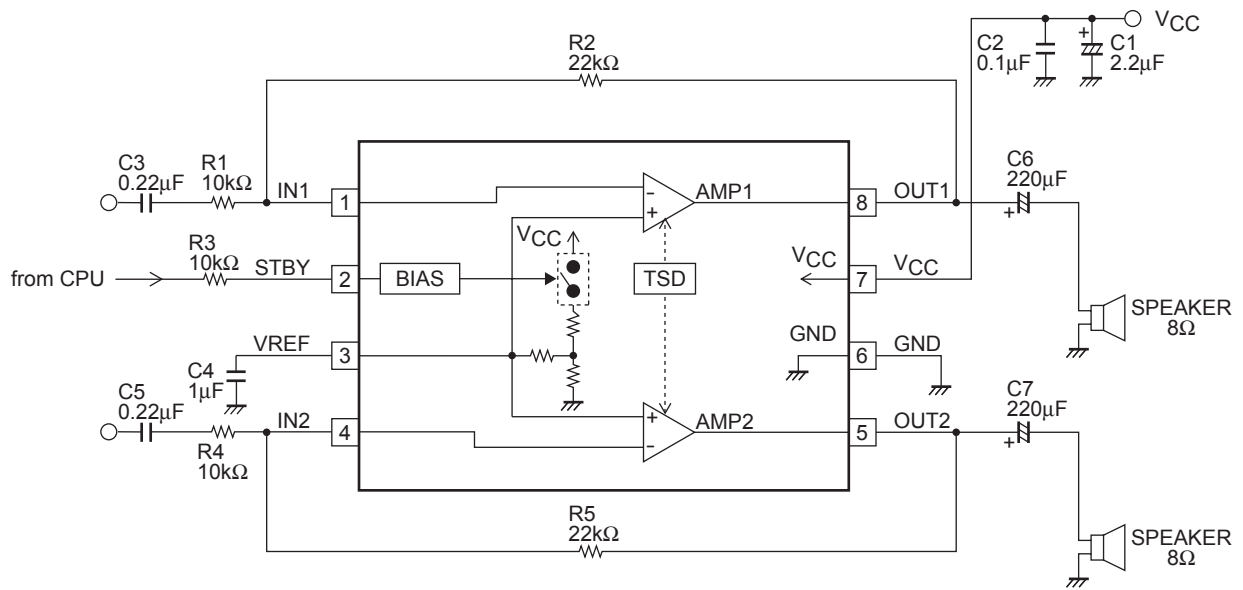 VCC
C2
0.1μF
+
C1
2.2μF
R2
22kΩ
C3
0.22μF
R1
10kΩ
IN1
1
−
+
AMP1
8
OUT1
C6
220μF
+
from CPU
R3
10kΩ
STBY
2
BIAS
VCC
TSD
VCC
7
VCC
SPEAKER
8Ω
VREF
3
GND
6
GND
C4
1μF
C5
0.22μF
R4
10kΩ
IN2
4
+
−
AMP2
5
OUT2
C7
220μF
+
R5
22kΩ
SPEAKER
8Ω